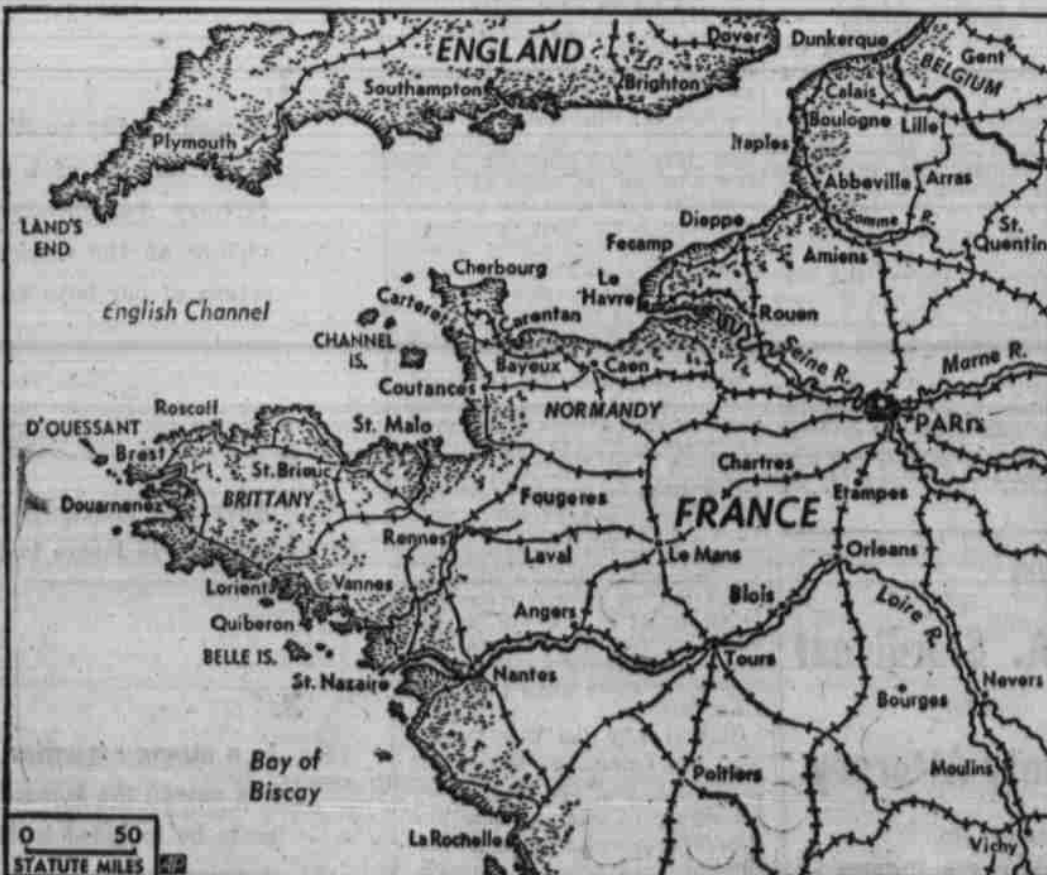 ENGLAND
Dover
Dunkerque
Gent
BELGIUM
Southampton
Brighton
Calais
Boulogne
Lille
Plymouth
Itaples
Abbeville
Arras
LAND'S
END
Dieppe
Somme R.
St.
Quentin
Fecamp
Amiens
Cherbourg
Le
Havre
English Channel
Carteret
Carentan
Rouen
CHANNEL
IS.
Bayeux
Caen
Seine R.
Marne R.
Coutances
NORMANDY
Roscoff
St. Malo
PARIS
D'OUESSANT
Brest
St. Brieuc
Chartres
BRITTANY
Fougeres
Etampes
Douarnenez
FRANCE
Rennes
Laval
Le Mans
Orleans
Lorient
Vannes
Angers
Blois
Loire R.
Quiberon
BELLE IS.
St. Nazaire
Nantes
Tours
Nevers
Bourges
Bay of
Biscay
Poitiers
Moulins
La Rochelle
Vichy
0 50
STATUTE MILES
AP